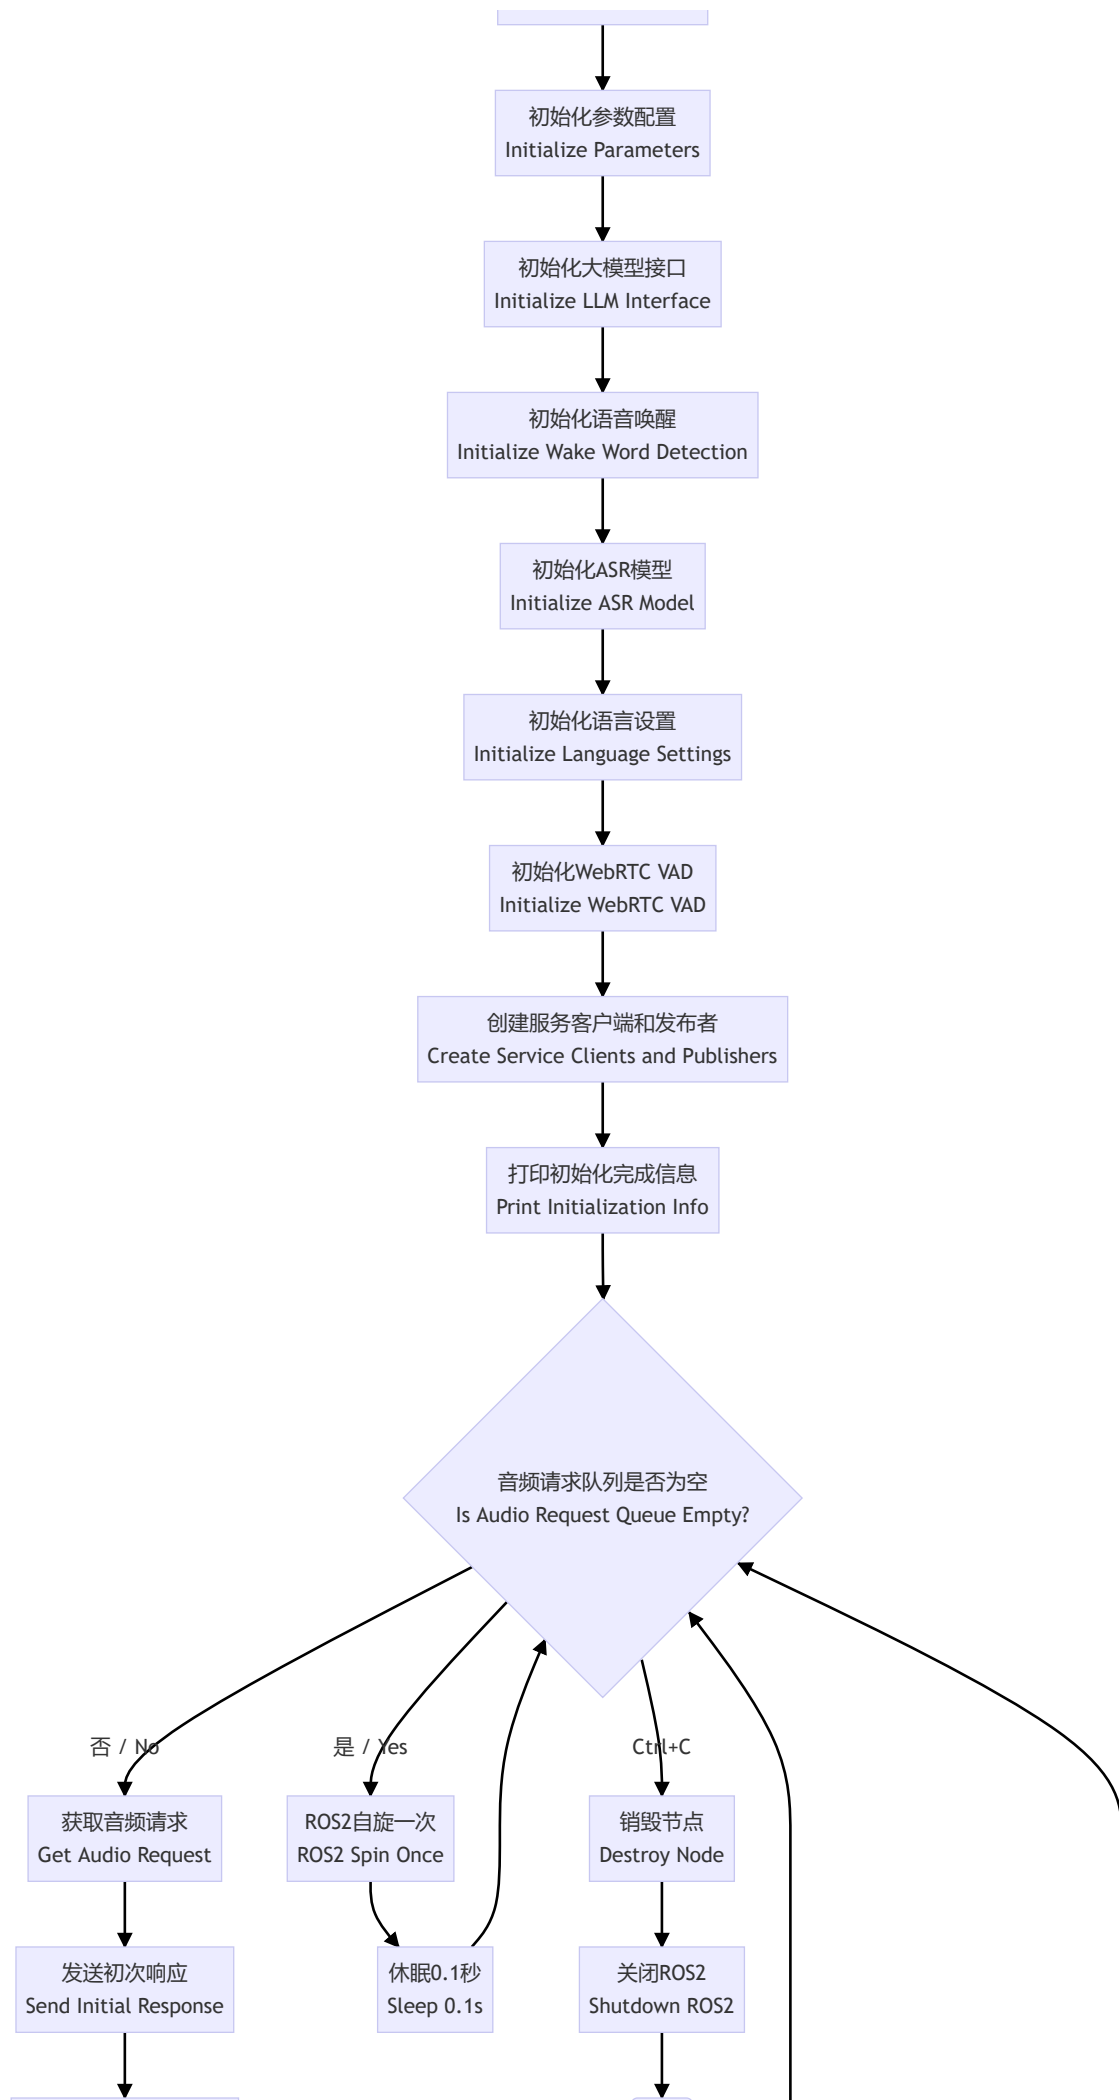 初始化参数配置
Initialize Parameters
初始化大模型接口
Initialize LLM Interface
初始化语音唤醒
Initialize Wake Word Detection
初始化ASR模型
Initialize ASR Model
初始化语言设置
Initialize Language Settings
初始化WebRTC VAD
Initialize WebRTC VAD
创建服务客户端和发布者
Create Service Clients and Publishers
打印初始化完成信息
Print Initialization Info
音频请求队列是否为空
Is Audio Request Queue Empty?
否 / No
是 / Yes
Ctrl+C
获取音频请求
Get Audio Request
ROS2自旋一次
ROS2 Spin Once
销毁节点
Destroy Node
发送初次响应
Send Initial Response
休眠0.1秒
Sleep 0.1s
关闭ROS2
Shutdown ROS2